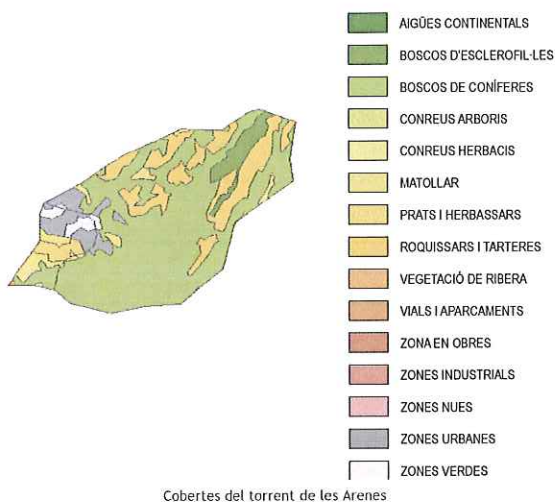 AIGÜES CONTINENTALS
BOSCOS D'ESCLEROFIL·LES
BOSCOS DE CONÍFERES
CONREUS ARBORIS
CONREUS HERBACIS
MATOLLAR
PRATS I HERBASSARS
ROQUISSARS I TARTERES
VEGETACIÓ DE RIBERA
VIALS I APARCAMENTS
ZONA EN OBRES
ZONES INDUSTRIALS
ZONES NUES
ZONES URBANES
ZONES VERDES
Cobertes del torrent de les Arenes